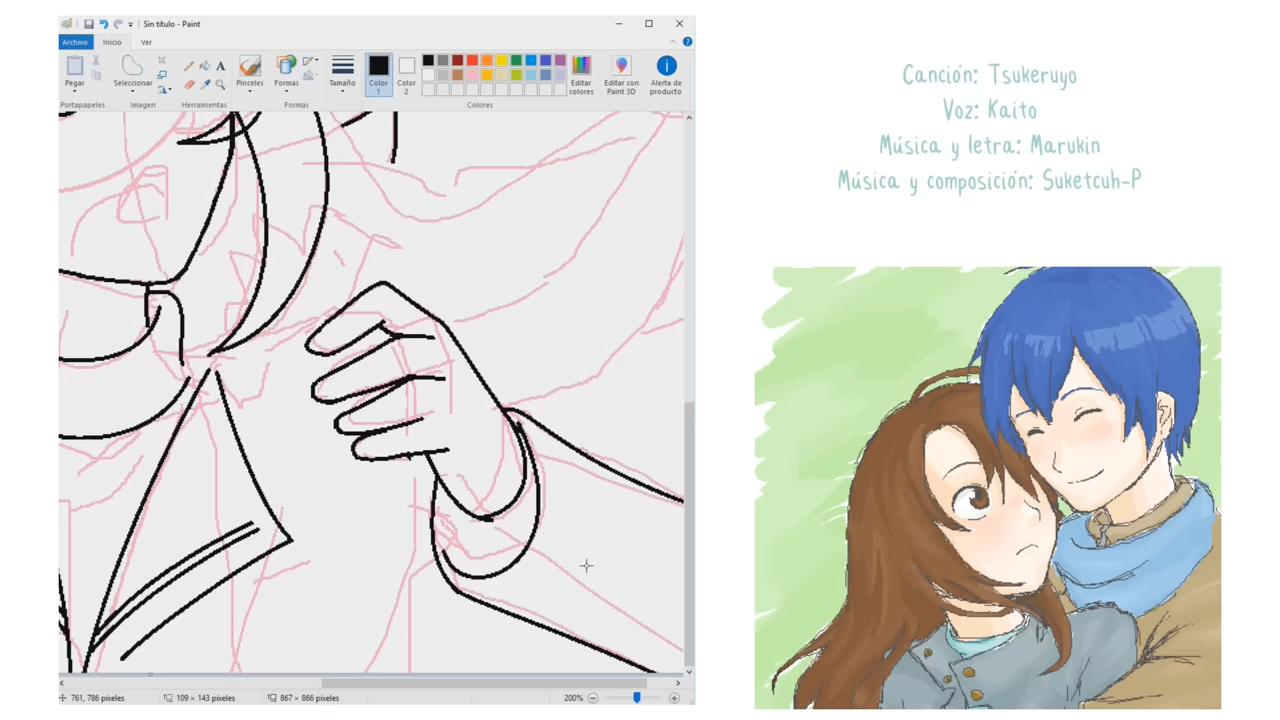 Sin título - Paint
Archivo Inicio Ver
Pegar
Seleccionar
Pinceles
Formas
Tamaño
Color 1
Color 2
Editar colores
Editar con Paint 3D
Alerta de producto
Portapapeles
Imagen
Herramientas
Formas
Colores
761, 786 píxeles
109 × 143 píxeles
867 × 866 píxeles
200%
Canción: Tsukeruyo
Voz: Kaito
Música y letra: Marukin
Música y composición: Suketcuh-P